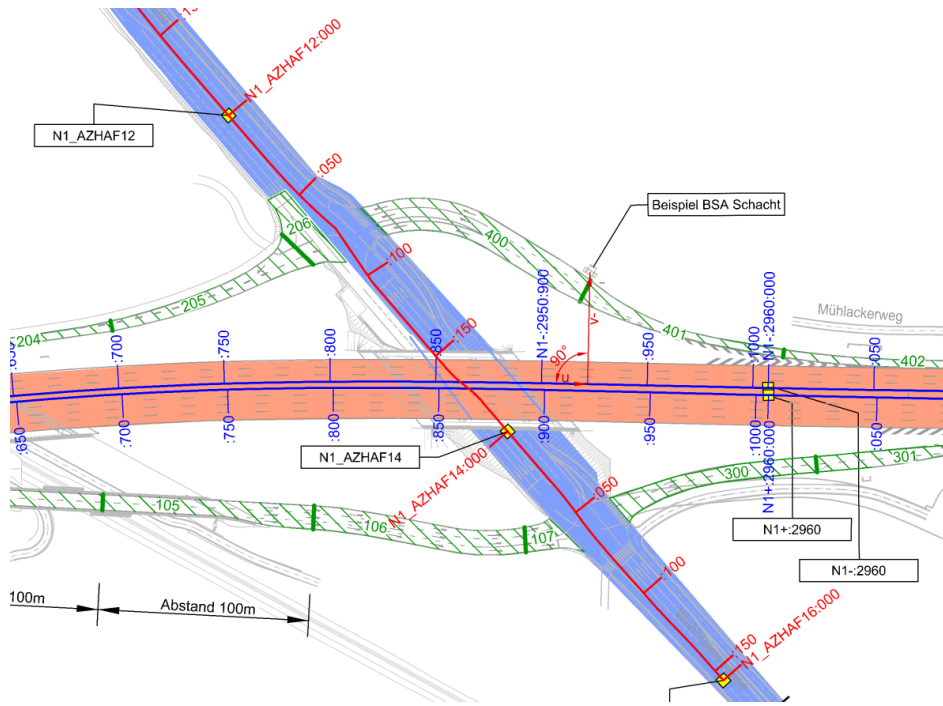 :15
N1_AZHAF12:000
N1_AZHAF12
:050
206
400
Beispiel BSA Schacht
:100
N1-:2950:900
205
204
v-
401
N1-:2960:000
Mühlackerweg
:150
:700
:750
:800
:850
90°
u
:950
:1000
402
:050
:650
:700
:750
:800
:850
:900
:950
:1000
N1+:2960:000
:050
N1_AZHAF14
N1_AZHAF14:000
301
300
:050
105
106
107
N1+:2960
N1-:2960
:100
100m
Abstand 100m
N1_AZHAF16:000
:150